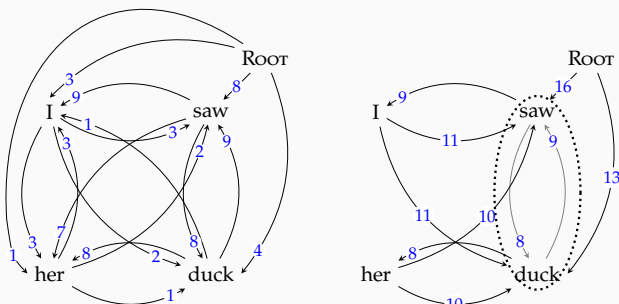 ROOT ROOT
3 8 16
9 9
I saw I saw
1 3 9 11 9
3 2
13
7 11 10
3 8 8
1 8 2 4 8
her duck her duck
1 10